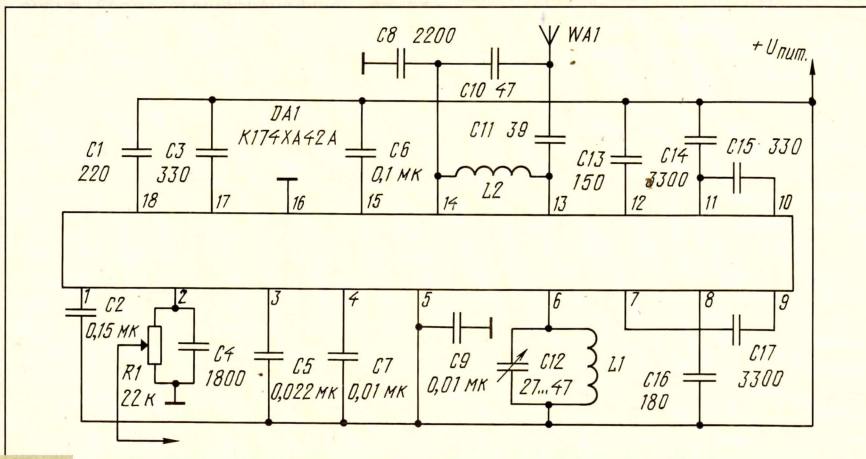 C8 2200
WA1
+ Uпит.
C10 47
DA1
К174ХА42А
C1
220
C3
330
C6
0,1 мк
C11 39
L2
C13
150
C14
3300
C15 330
18
17
16
15
14
13
12
11
10
1
2
3
4
5
6
7
8
9
C2
0,15 мк
R1
22 к
C4
1800
C5
0,022 мк
C7
0,01 мк
C9
0,01 мк
C12
27...47
L1
C16
180
C17
3300